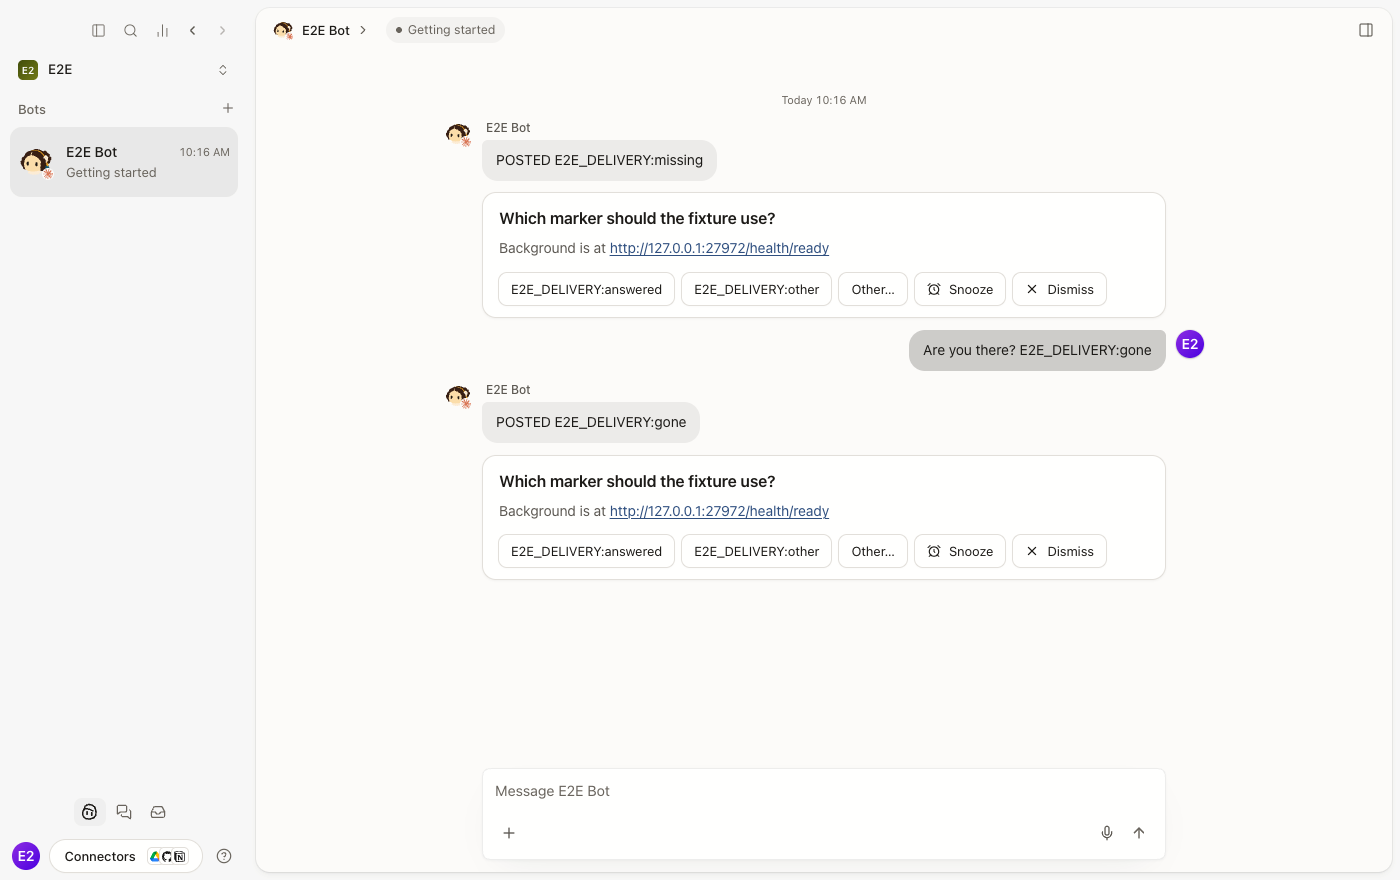 E2 E2E
Bots
E2E Bot 10:16 AM
Getting started
E2E Bot
Getting started
Today 10:16 AM
E2E Bot
POSTED E2E_DELIVERY:missing
Which marker should the fixture use?
Background is at http://127.0.0.1:27972/health/ready
E2E_DELIVERY:answered E2E_DELIVERY:other Other... Snooze Dismiss
Are you there? E2E_DELIVERY:gone E2
E2E Bot
POSTED E2E_DELIVERY:gone
Which marker should the fixture use?
Background is at http://127.0.0.1:27972/health/ready
E2E_DELIVERY:answered E2E_DELIVERY:other Other... Snooze Dismiss
Message E2E Bot
E2 Connectors